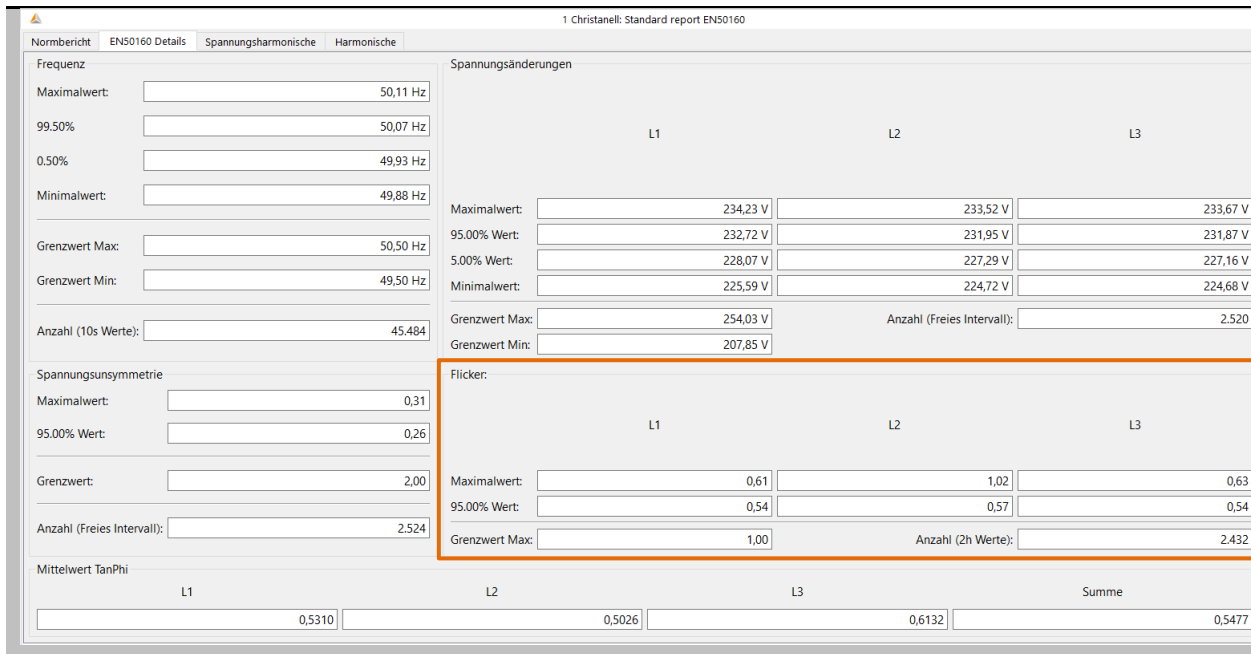 1 Christanell: Standard report EN50160
Normbericht EN50160 Details Spannungsharmonische Harmonische
Frequenz
Maximalwert: 50,11 Hz
99.50% 50,07 Hz
0.50% 49,93 Hz
Minimalwert: 49,88 Hz
Grenzwert Max: 50,50 Hz
Grenzwert Min: 49,50 Hz
Anzahl (10s Werte): 45.484
Spannungsänderungen
L1 L2 L3
Maximalwert: 234,23 V 233,52 V 233,67 V
95.00% Wert: 232,72 V 231,95 V 231,87 V
5.00% Wert: 228,07 V 227,29 V 227,16 V
Minimalwert: 225,59 V 224,72 V 224,68 V
Grenzwert Max: 254,03 V Anzahl (Freies Intervall): 2.520
Grenzwert Min: 207,85 V
Spannungsunsymmetrie
Maximalwert: 0,31
95.00% Wert: 0,26
Grenzwert: 2,00
Anzahl (Freies Intervall): 2.524
Flicker:
L1 L2 L3
Maximalwert: 0,61 1,02 0,63
95.00% Wert: 0,54 0,57 0,54
Grenzwert Max: 1,00 Anzahl (2h Werte): 2.432
Mittelwert TanPhi
L1 L2 L3 Summe
0,5310 0,5026 0,6132 0,5477